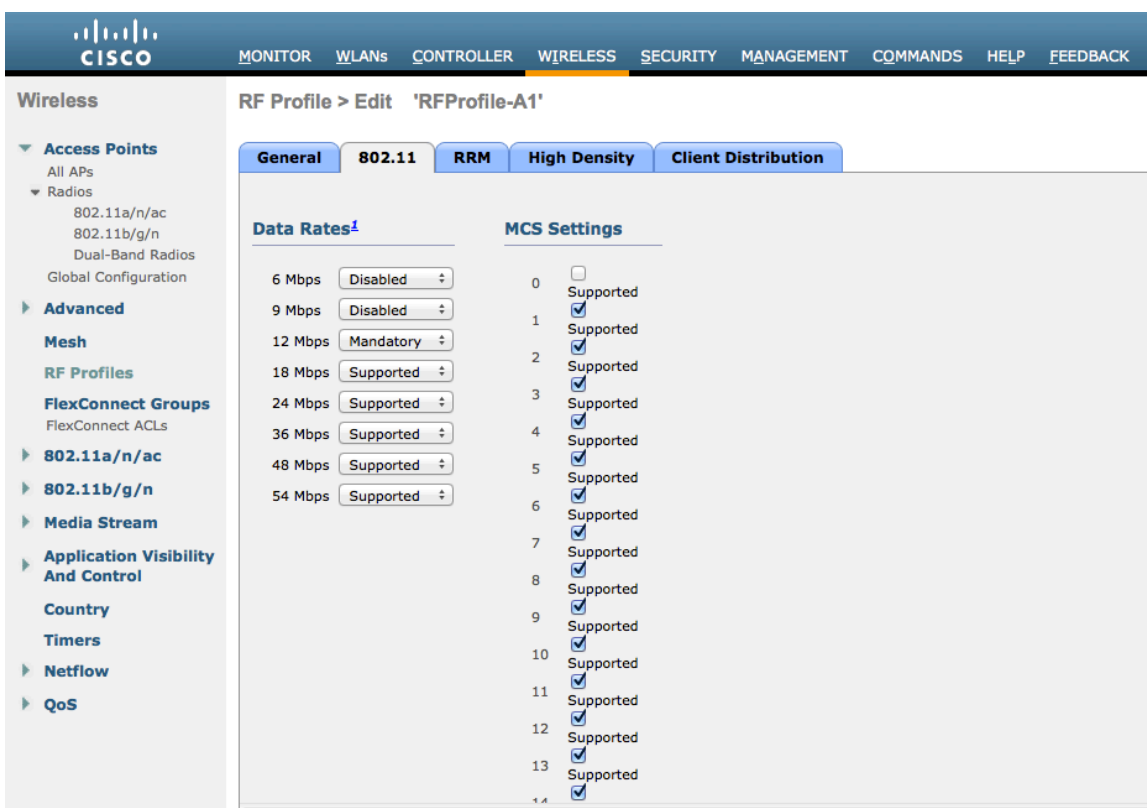 CISCO
MONITOR WLANs CONTROLLER WIRELESS SECURITY MANAGEMENT COMMANDS HELP FEEDBACK
Wireless
Access Points
All APs
Radios
802.11a/n/ac
802.11b/g/n
Dual-Band Radios
Global Configuration
Advanced
Mesh
RF Profiles
FlexConnect Groups
FlexConnect ACLs
802.11a/n/ac
802.11b/g/n
Media Stream
Application Visibility
And Control
Country
Timers
Netflow
QoS
RF Profile > Edit 'RFProfile-A1'
General 802.11 RRM High Density Client Distribution
Data Rates1
6 Mbps Disabled
9 Mbps Disabled
12 Mbps Mandatory
18 Mbps Supported
24 Mbps Supported
36 Mbps Supported
48 Mbps Supported
54 Mbps Supported
MCS Settings
0
Supported
1
Supported
2
Supported
3
Supported
4
Supported
5
Supported
6
Supported
7
Supported
8
Supported
9
Supported
10
Supported
11
Supported
12
Supported
13
Supported
14